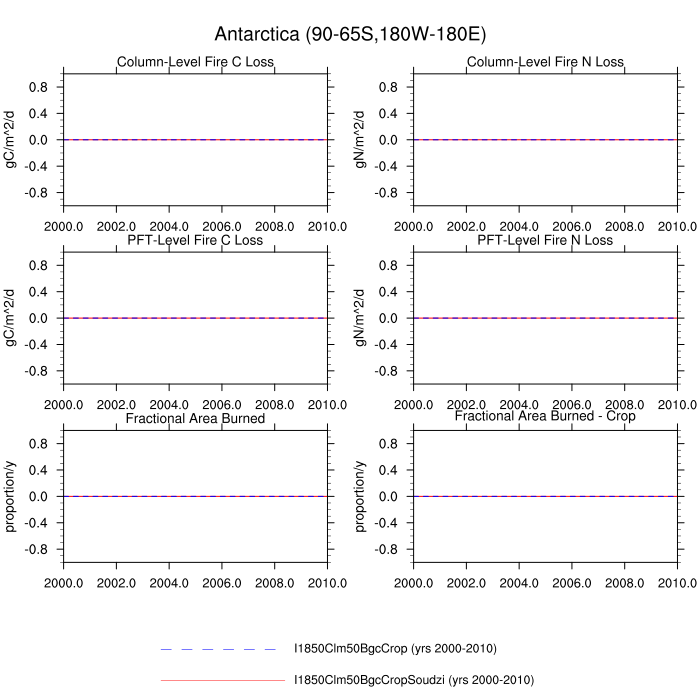 Antarctica (90-65S,180W-180E)
Column-Level Fire C Loss
gC/m^2/d
0.8
0.4
0.0
-0.4
-0.8
2000.0 2002.0 2004.0 2006.0 2008.0 2010.0
Column-Level Fire N Loss
gN/m^2/d
0.8
0.4
0.0
-0.4
-0.8
2000.0 2002.0 2004.0 2006.0 2008.0 2010.0
PFT-Level Fire C Loss
gC/m^2/d
0.8
0.4
0.0
-0.4
-0.8
2000.0 2002.0 2004.0 2006.0 2008.0 2010.0
PFT-Level Fire N Loss
gN/m^2/d
0.8
0.4
0.0
-0.4
-0.8
2000.0 2002.0 2004.0 2006.0 2008.0 2010.0
Fractional Area Burned
proportion/y
0.8
0.4
0.0
-0.4
-0.8
2000.0 2002.0 2004.0 2006.0 2008.0 2010.0
Fractional Area Burned - Crop
proportion/y
0.8
0.4
0.0
-0.4
-0.8
2000.0 2002.0 2004.0 2006.0 2008.0 2010.0
I1850Clm50BgcCrop (yrs 2000-2010)
I1850Clm50BgcCropSoudzi (yrs 2000-2010)